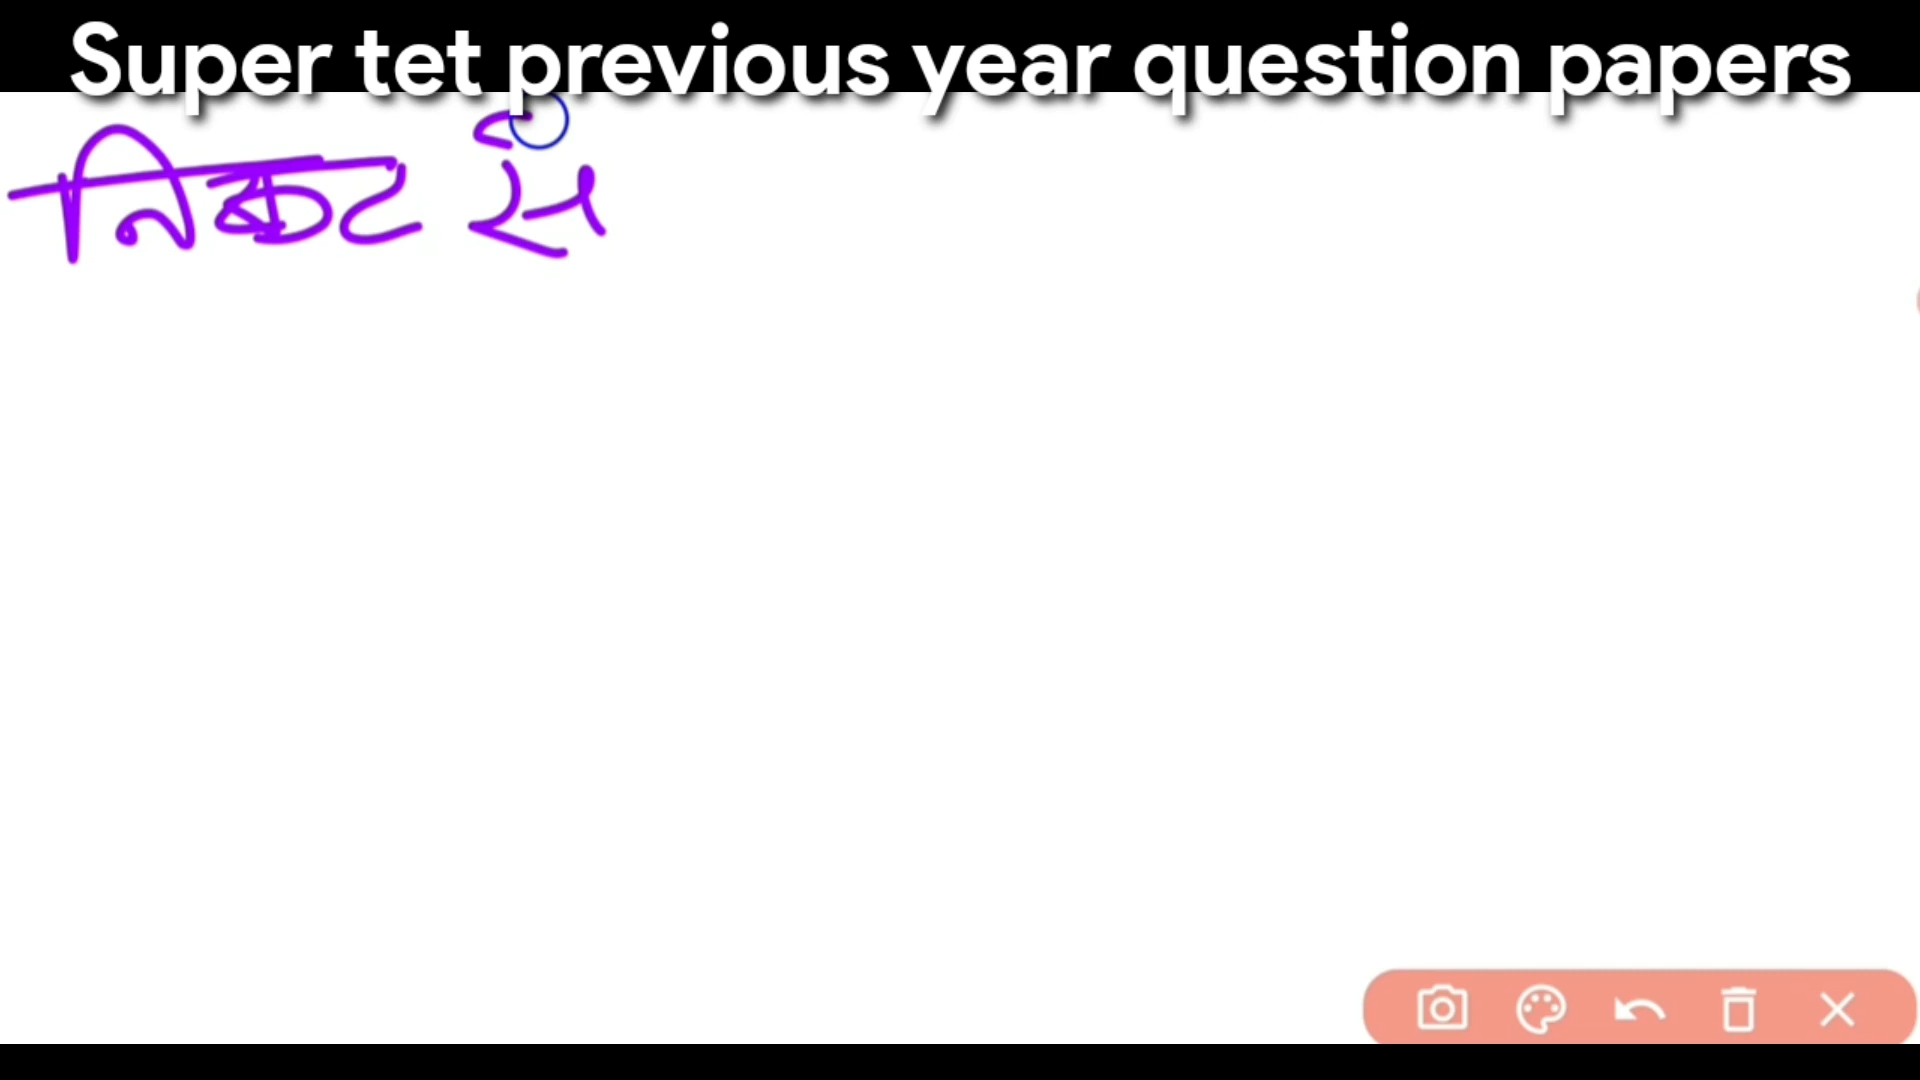 Super tet previous year question papers
निकट से